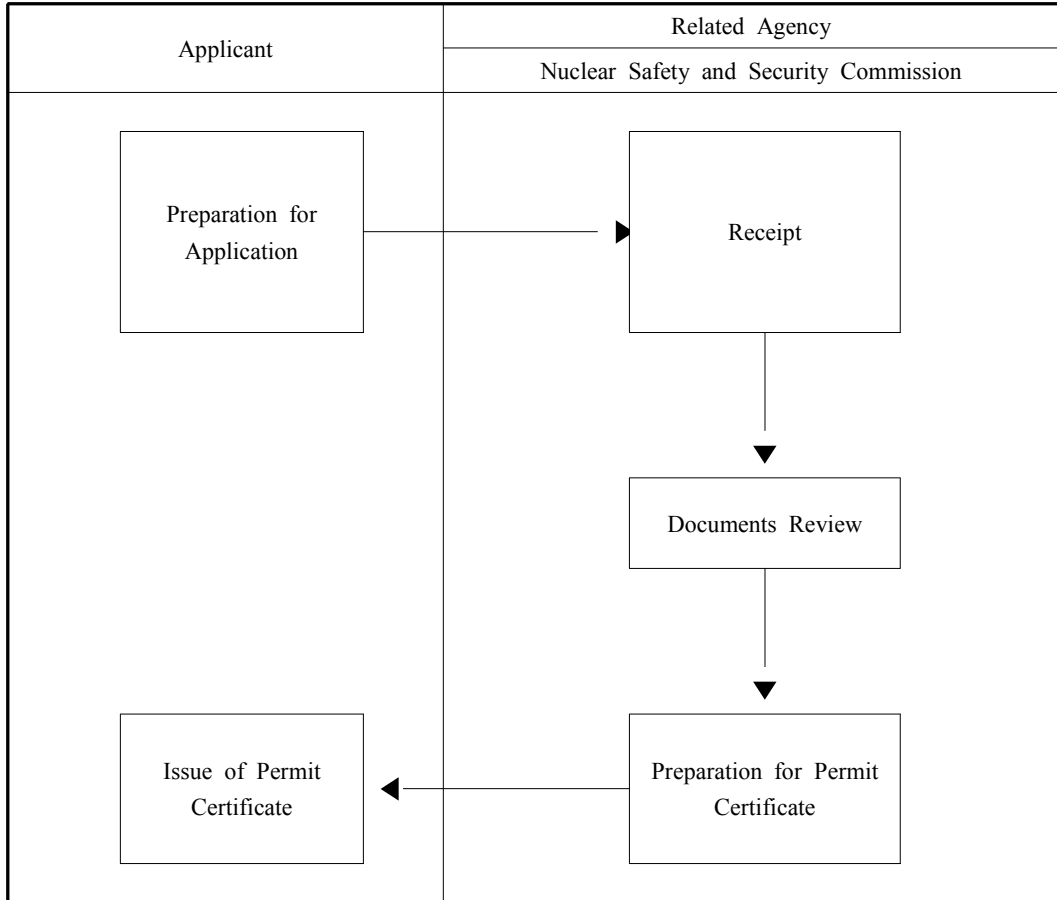 Applicant
Related Agency
Nuclear Safety and Security Commission
Preparation for
Application
Receipt
Documents Review
Issue of Permit
Certificate
Preparation for Permit
Certificate